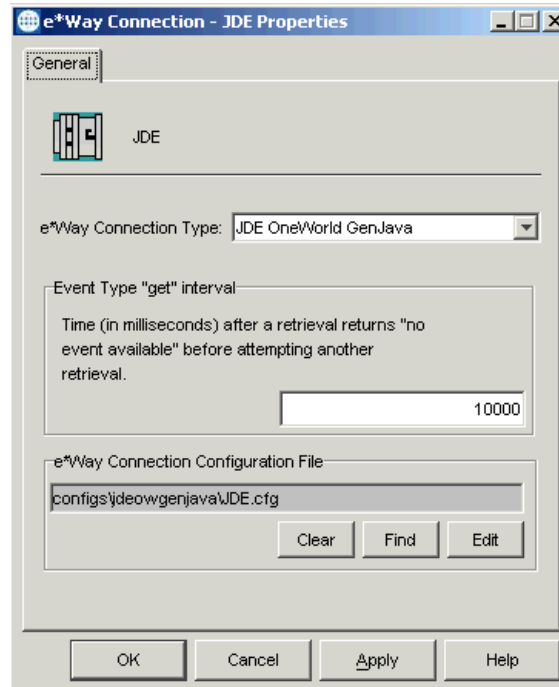 e*Way Connection - JDE Properties
General
JDE
e*Way Connection Type: JDE OneWorld GenJava
Event Type "get" interval
Time (in milliseconds) after a retrieval returns "no
event available" before attempting another
retrieval.
10000
e*Way Connection Configuration File
configs\jdeowgenjava\JDE.cfg
Clear Find Edit
OK Cancel Apply Help